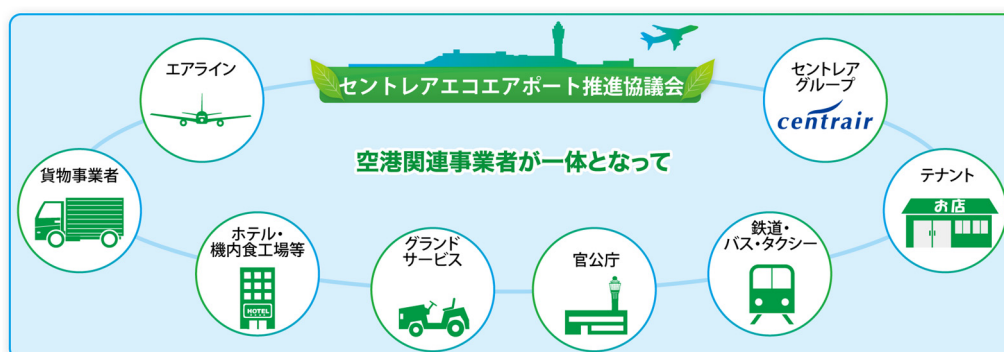 セントレアエコエアポート推進協議会
空港関連事業者が一体となって
エアライン
貨物事業者
ホテル・
機内食工場等
HOTEL
グランド
サービス
官公庁
鉄道・
バス・タクシー
テナント
お店
セントレア
グループ
centrair